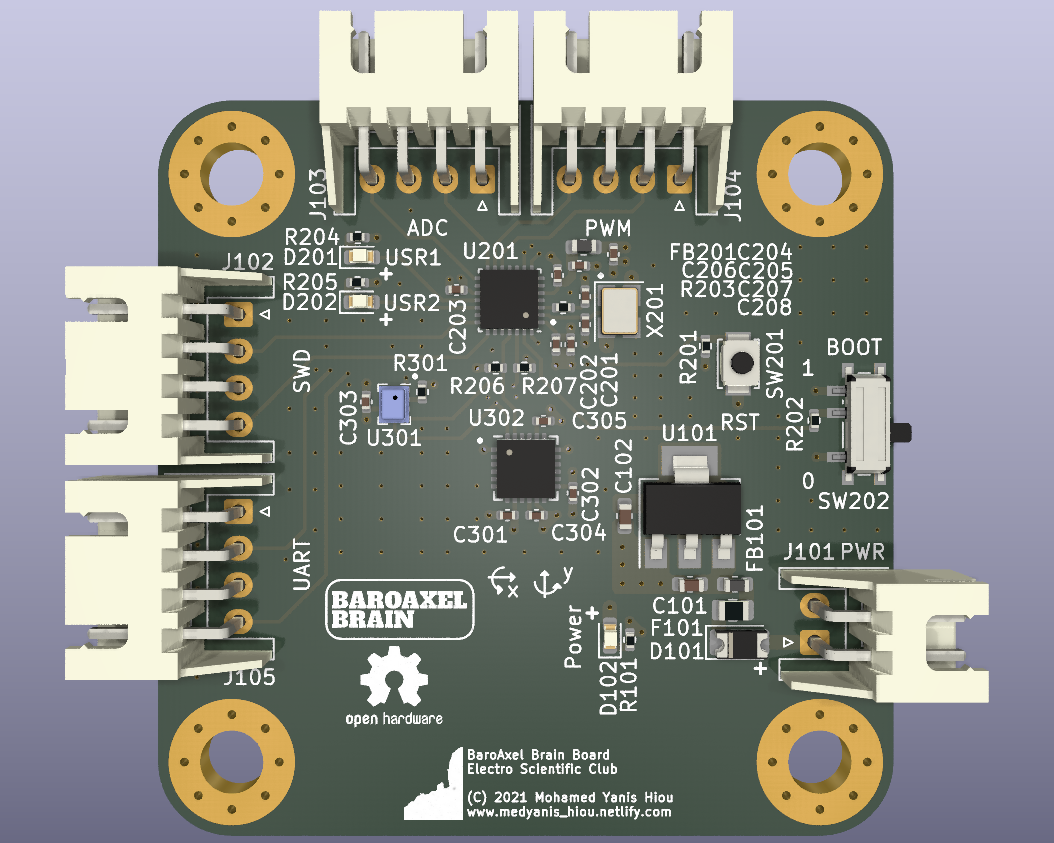 J103
J104
ADC
PWM
R204
D201
USR1
U201
FB201C204
C206C205
R203C207
C208
J102
R205
D202
USR2
C203
X201
SWD
R301
R206
R207
C202
C201
R201
SW201
BOOT
1
C303
U301
U302
C305
RST
R202
U101
C102
0
SW202
C302
C301
C304
FB101
J101 PWR
UART
x
y
BAROAXEL
BRAIN
C101
F101
D101
+
Power
+
D102
R101
J105
open hardware
BaroAxel Brain Board
Electro Scientific Club
(C) 2021 Mohamed Yanis Hiou
www.medyanis_hiou.netlify.com